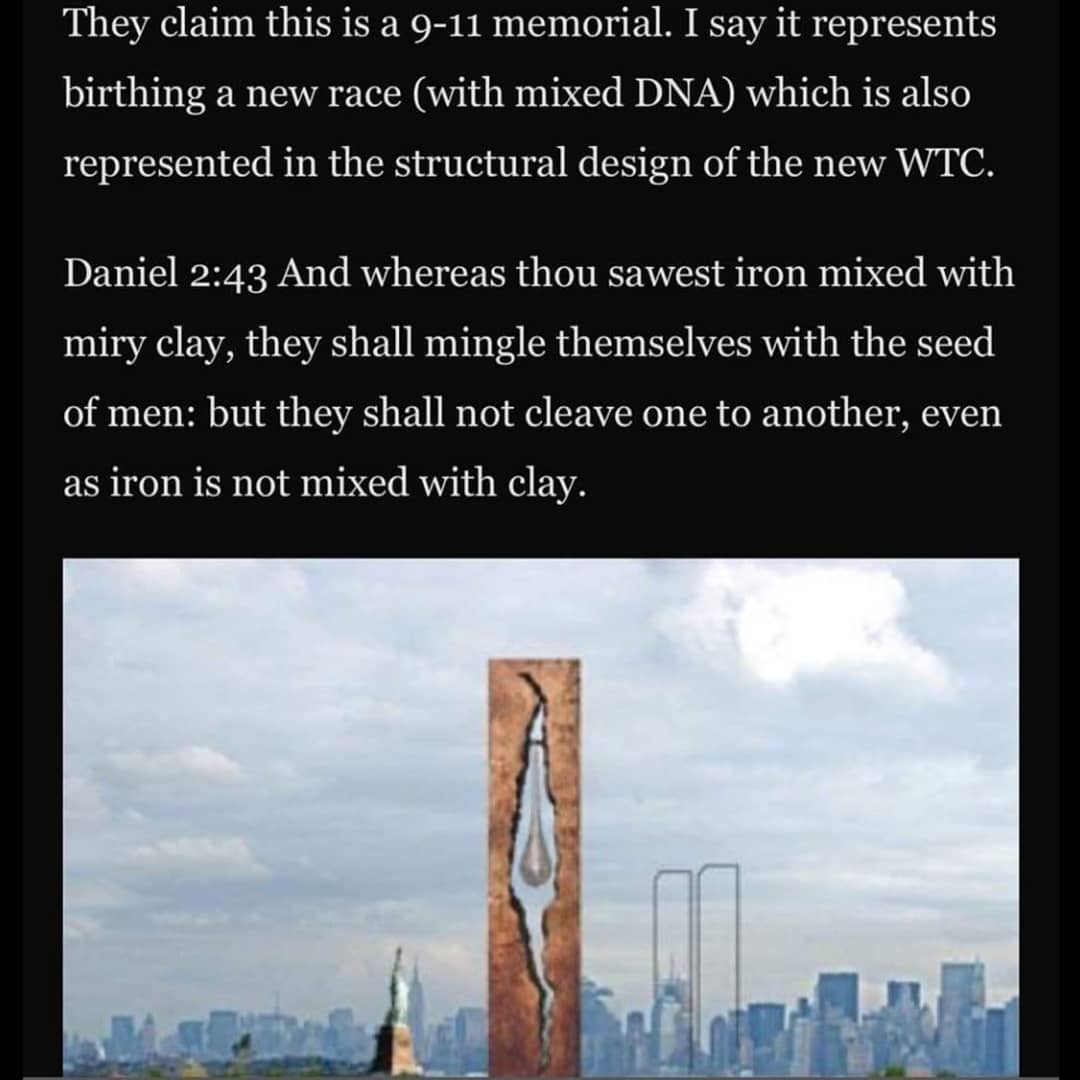 They claim this is a 9-11 memorial. I say it represents
birthing a new race (with mixed DNA) which is also
represented in the structural design of the new WTC.
Daniel 2:43 And whereas thou sawest iron mixed with
miry clay, they shall mingle themselves with the seed
of men: but they shall not cleave one to another, even
as iron is not mixed with clay.